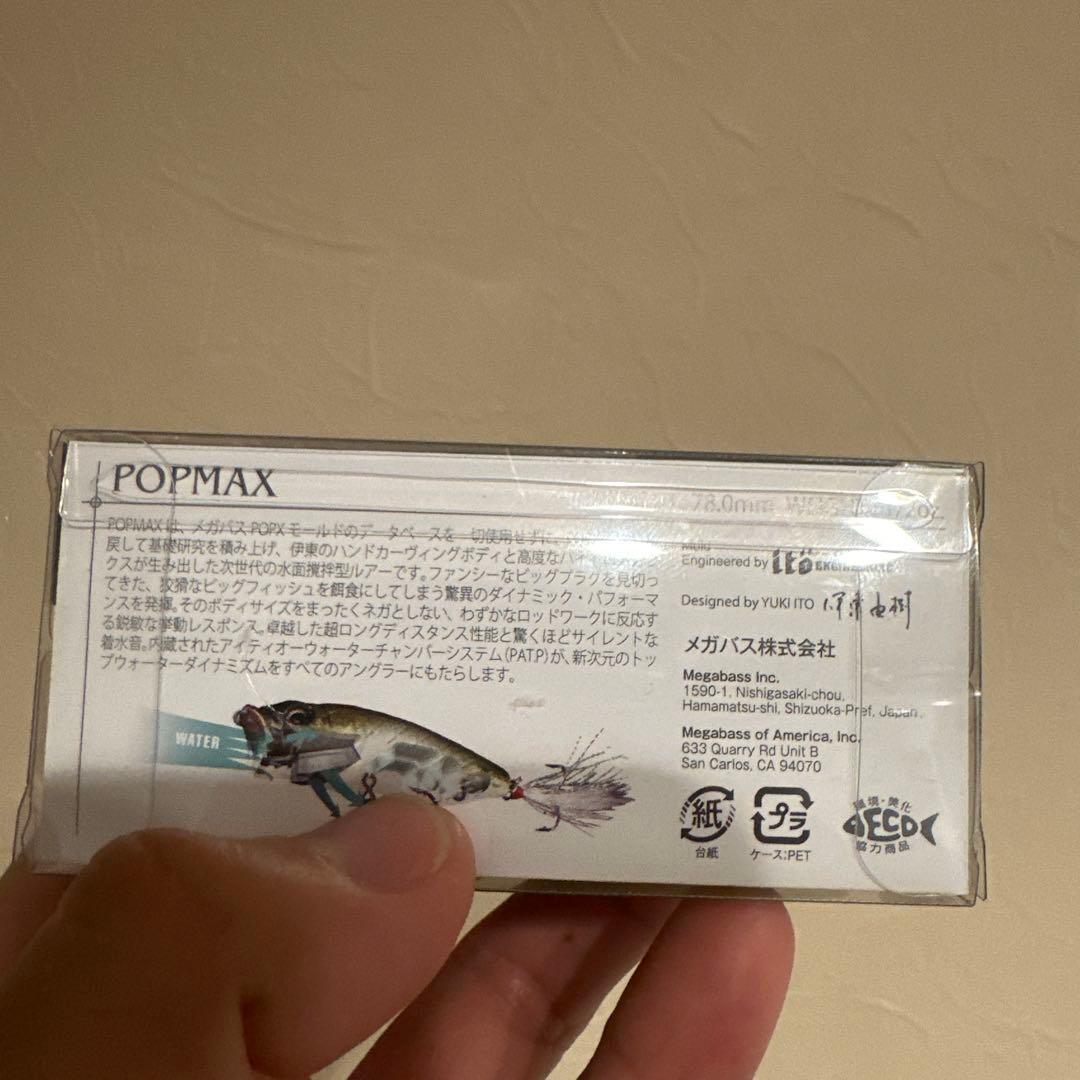 POPMAX
78.0mm
POPMAXは、メガバス POPX モールドのデータベースを一切使用せずに、
戻して基礎研究を積み上げ、伊東のハンドカーヴィングボディと高度な
クスが生み出した次世代の水面撹拌型ルアーです。ファンシーなビッグプラグを見切っ
てきた、狡猾なビッグフィッシュを餌食にしてしまう驚異のダイナミック・パフォーマ
ンスを発揮。そのボディサイズをまったくネガとしない、わずかなロッドワークに反応す
る鋭敏な挙動レスポンス。卓越した超ロングディスタンス性能と驚くほどサイレントな
着水音。内蔵されたアイティオーウォーターチャンバーシステム(PAT.P)が、新次元のトッ
プウォーターダイナミズムをすべてのアングラーにもたらします。
WATER
Engineered by
Designed by YUKI ITO 伊東由樹
メガバス株式会社
Megabass Inc.
1590-1, Nishigasaki-chou,
Hamamatsu-shi, Shizuoka-Pref, Japan.
Megabass of America, Inc.
633 Quarry Rd Unit B
San Carlos, CA 94070
紙
台紙
プラ
ケース:PET
環境・美化
AECO
協力商品